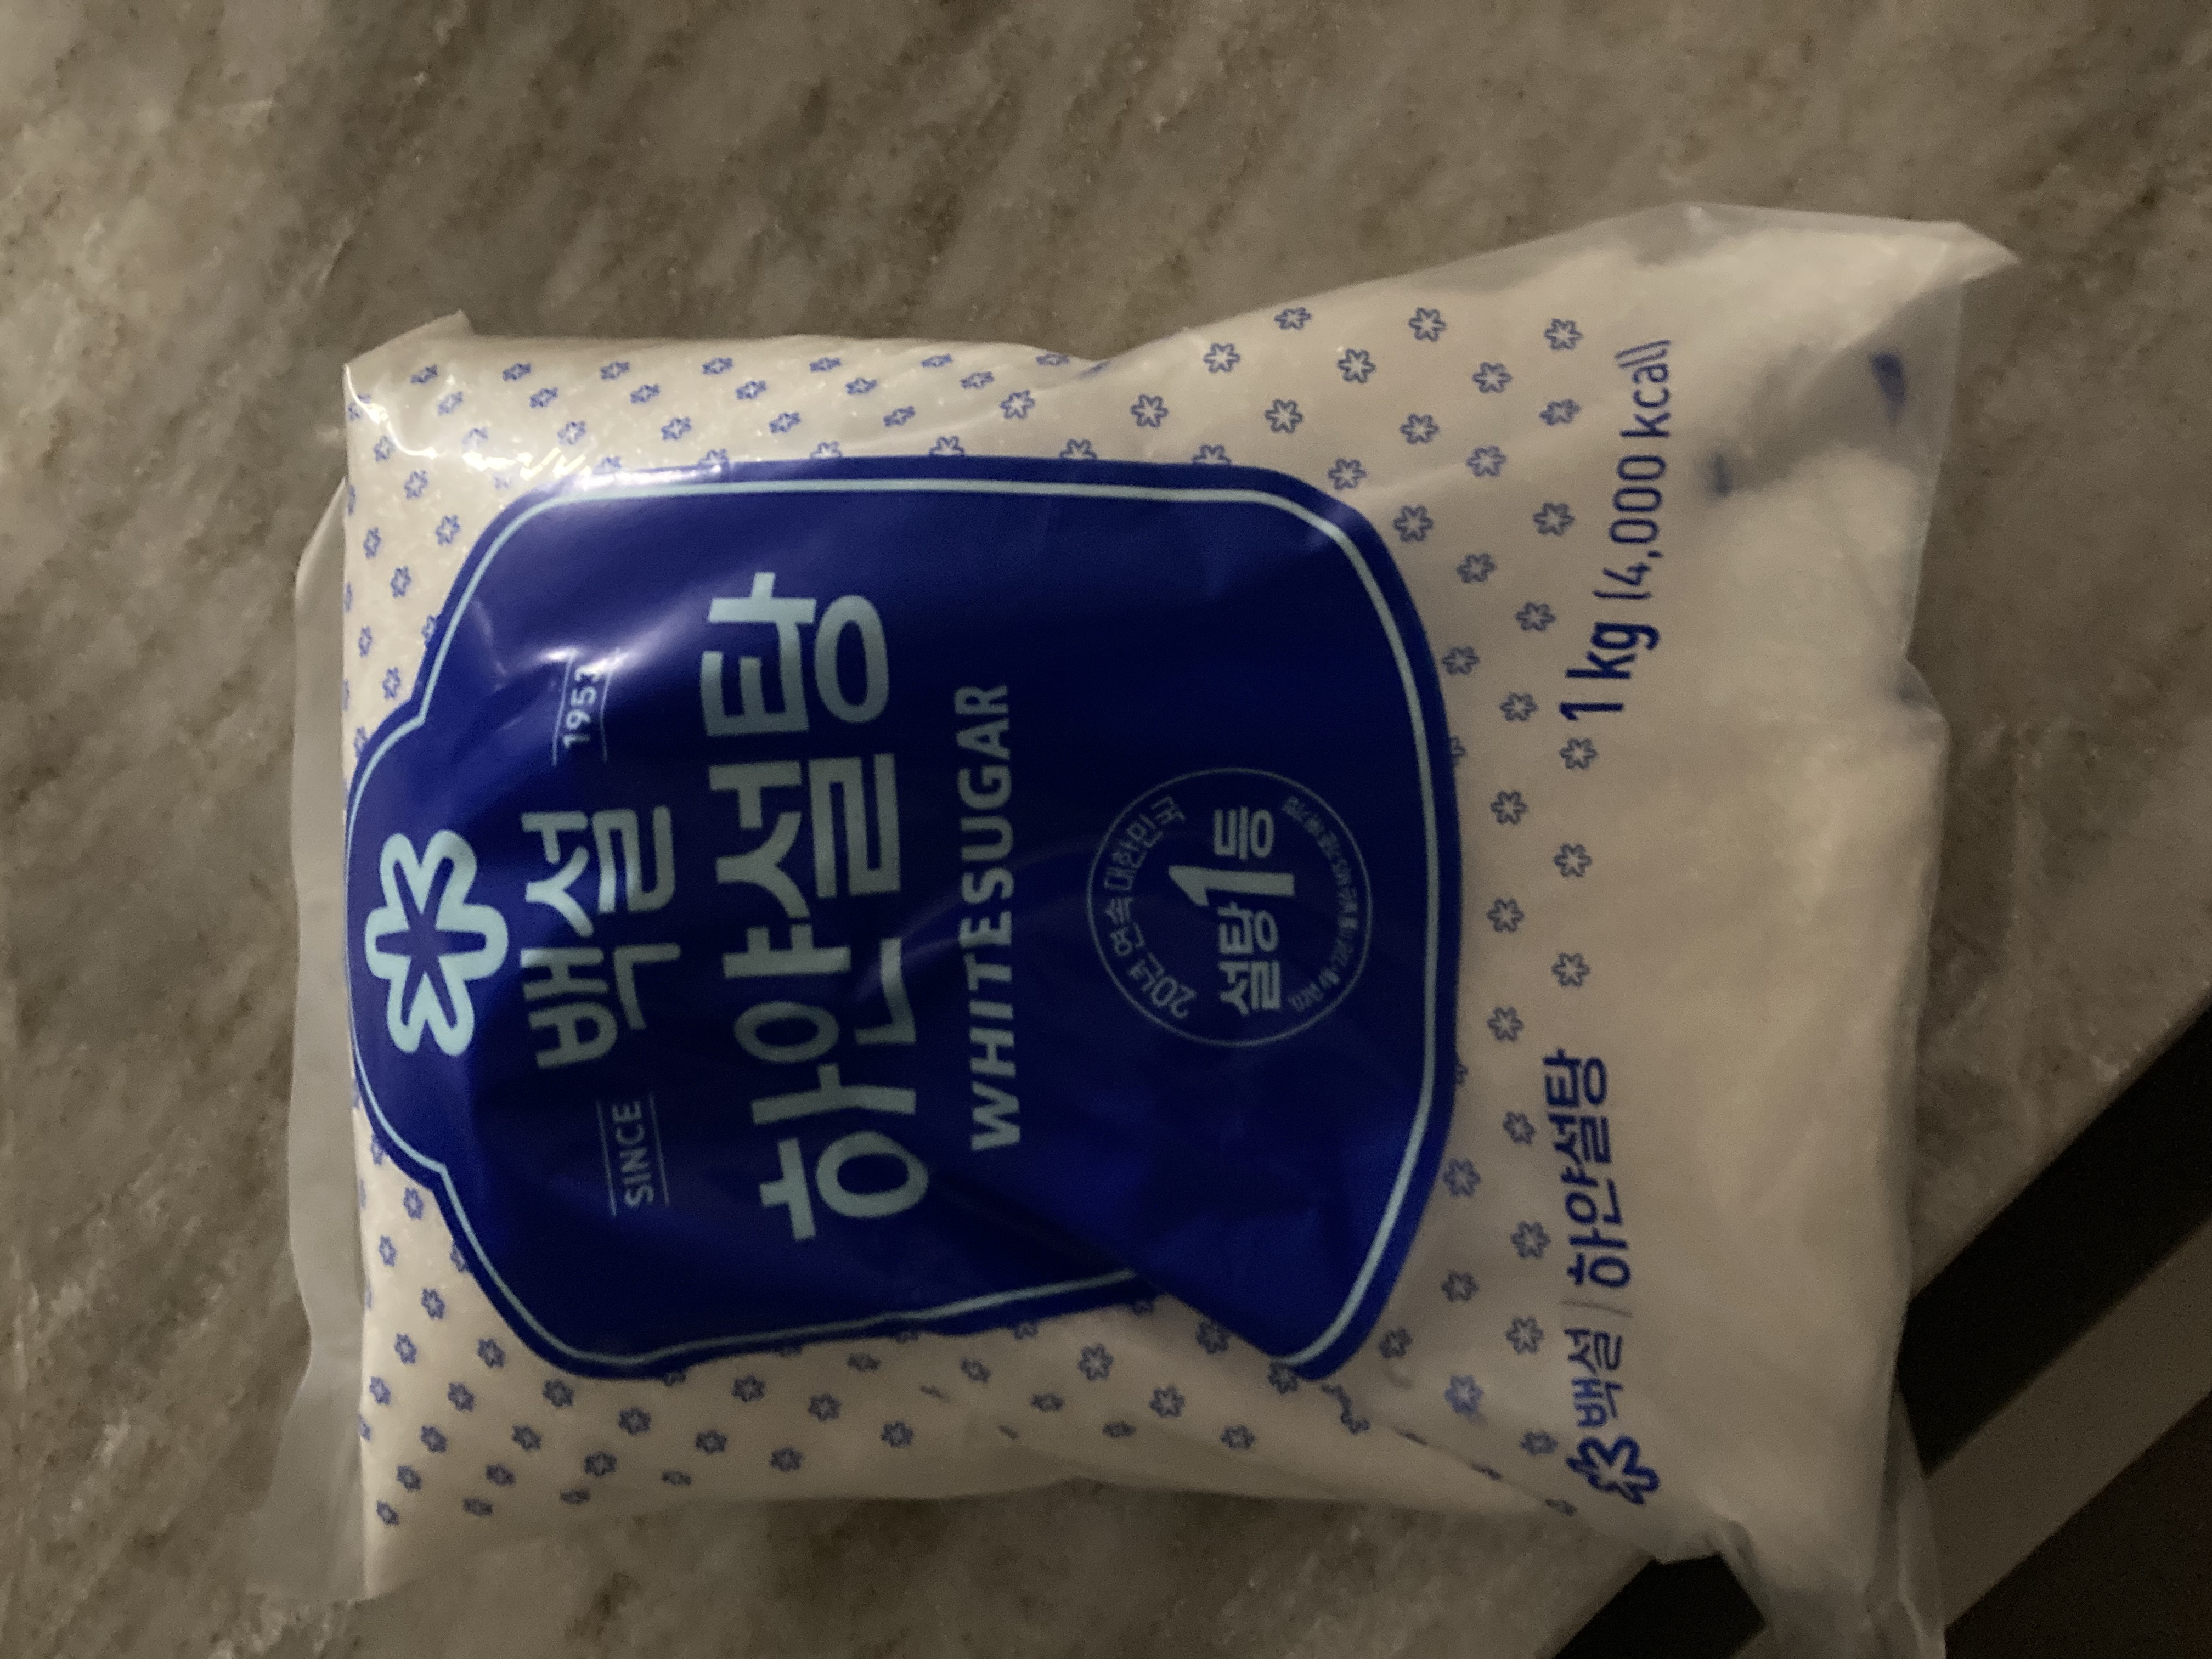 SINCE 백설 1953
하얀설탕
WHITE SUGAR
20년 연속 대한민국
설탕 1등
백설 / 하얀설탕 1kg (4,000 kcal)